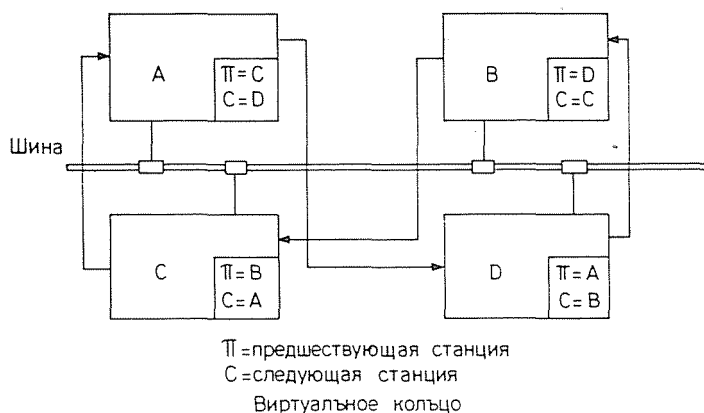 A
П=C
C=D
B
П=D
C=C
Шина
C
П=B
C=A
D
П=A
C=B
П=предшествующая станция
C=следующая станция
Виртуальное кольцо